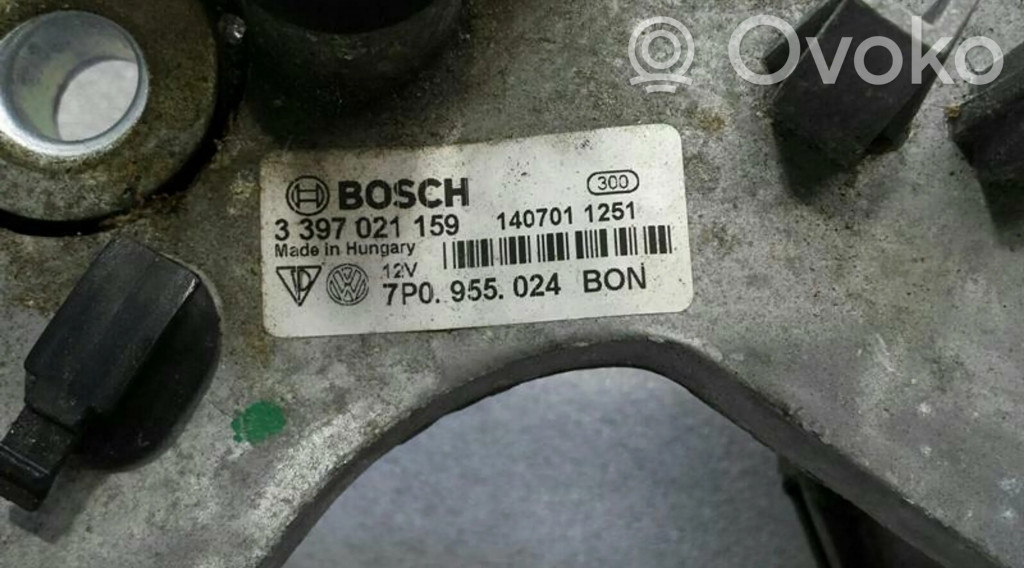 Ovoko
BOSCH 300
3 397 021 159 140701 1251
Made in Hungary
12V
7P0. 955. 024 BON